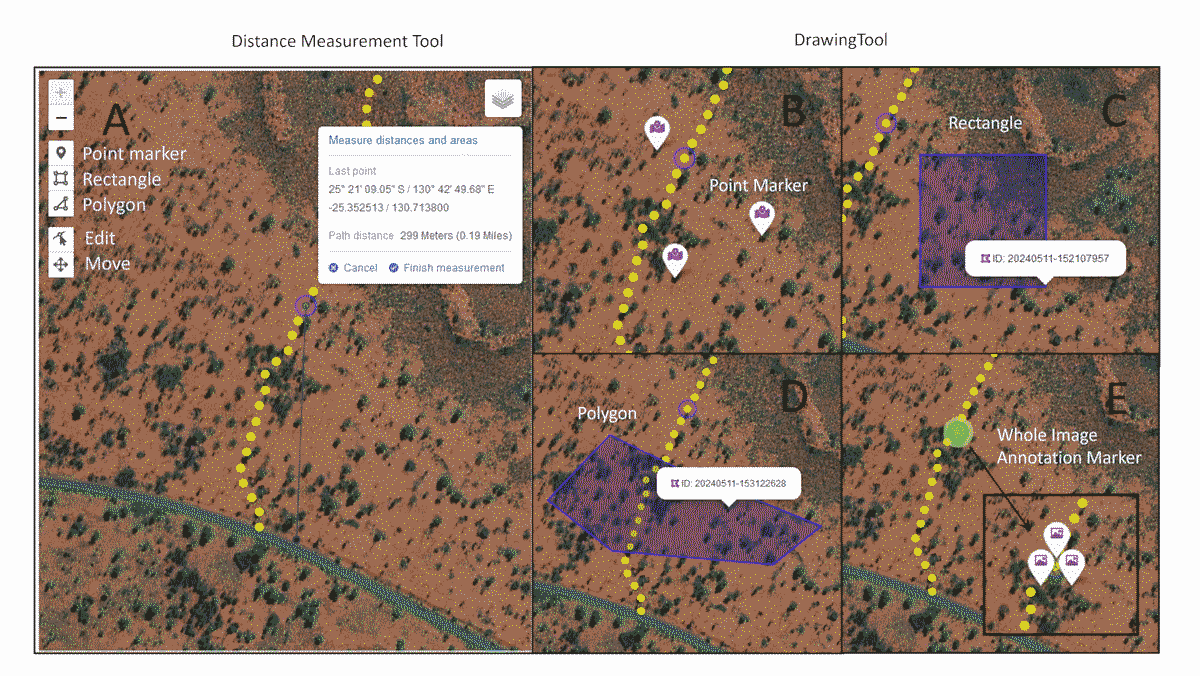 Distance Measurement Tool
DrawingTool
A
Point marker
Rectangle
Polygon
Edit
Move
Measure distances and areas
Last point
25° 21' 09.05" S / 130° 42' 49.68" E
-25.352513 / 130.713800
Path distance 299 Meters (0.19 Miles)
Cancel Finish measurement
B
Point Marker
C
Rectangle
ID: 20240511-152107957
D
Polygon
ID: 20240511-153122628
E
Whole Image
Annotation Marker